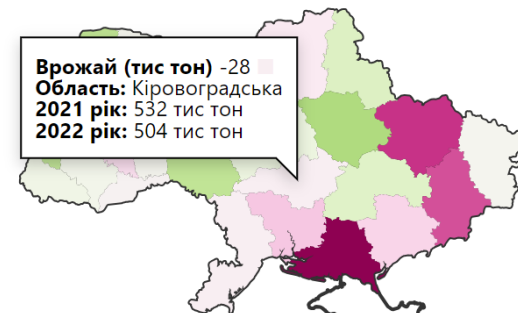 Врожай (тис тон) -28
Область: Кіровоградська
2021 рік: 532 тис тон
2022 рік: 504 тис тон